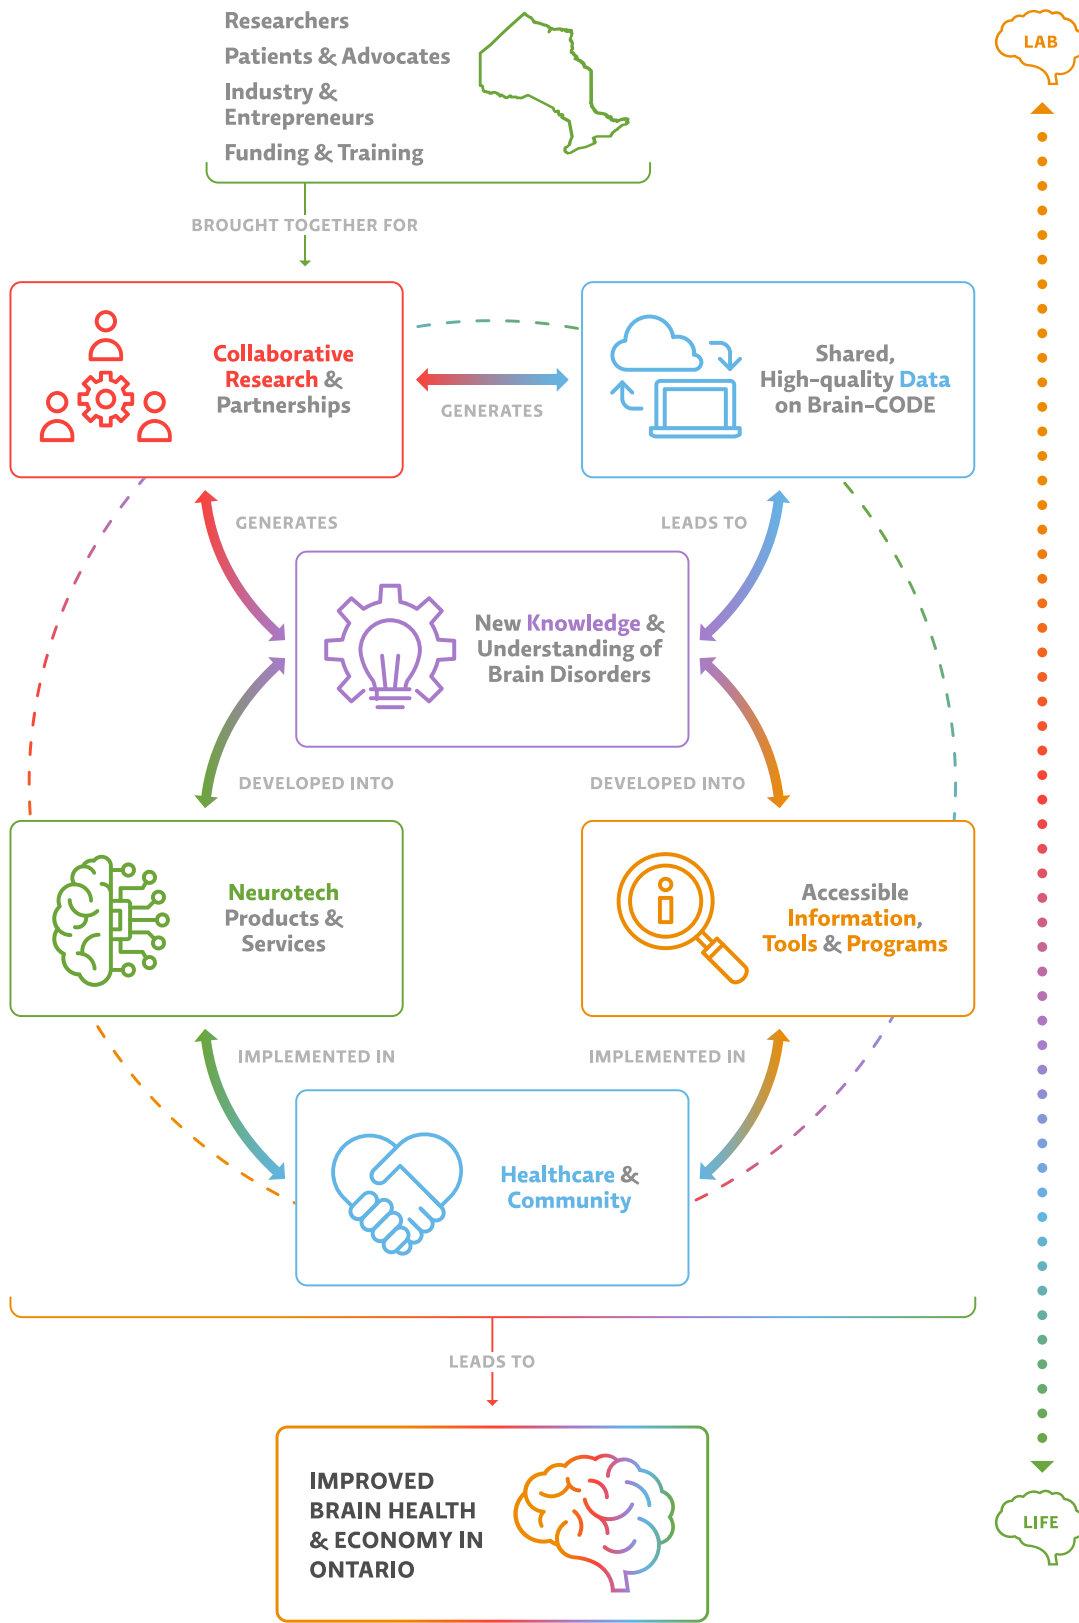 Researchers
Patients & Advocates
Industry &
Entrepreneurs
Funding & Training
LAB
BROUGHT TOGETHER FOR
Collaborative
Research &
Partnerships
GENERATES
Shared,
High-quality Data
on Brain-CODE
GENERATES
LEADS TO
New Knowledge &
Understanding of
Brain Disorders
DEVELOPED INTO
DEVELOPED INTO
Neurotech
Products &
Services
Accessible
Information,
Tools & Programs
IMPLEMENTED IN
IMPLEMENTED IN
Healthcare &
Community
LEADS TO
IMPROVED
BRAIN HEALTH
& ECONOMY IN
ONTARIO
LIFE